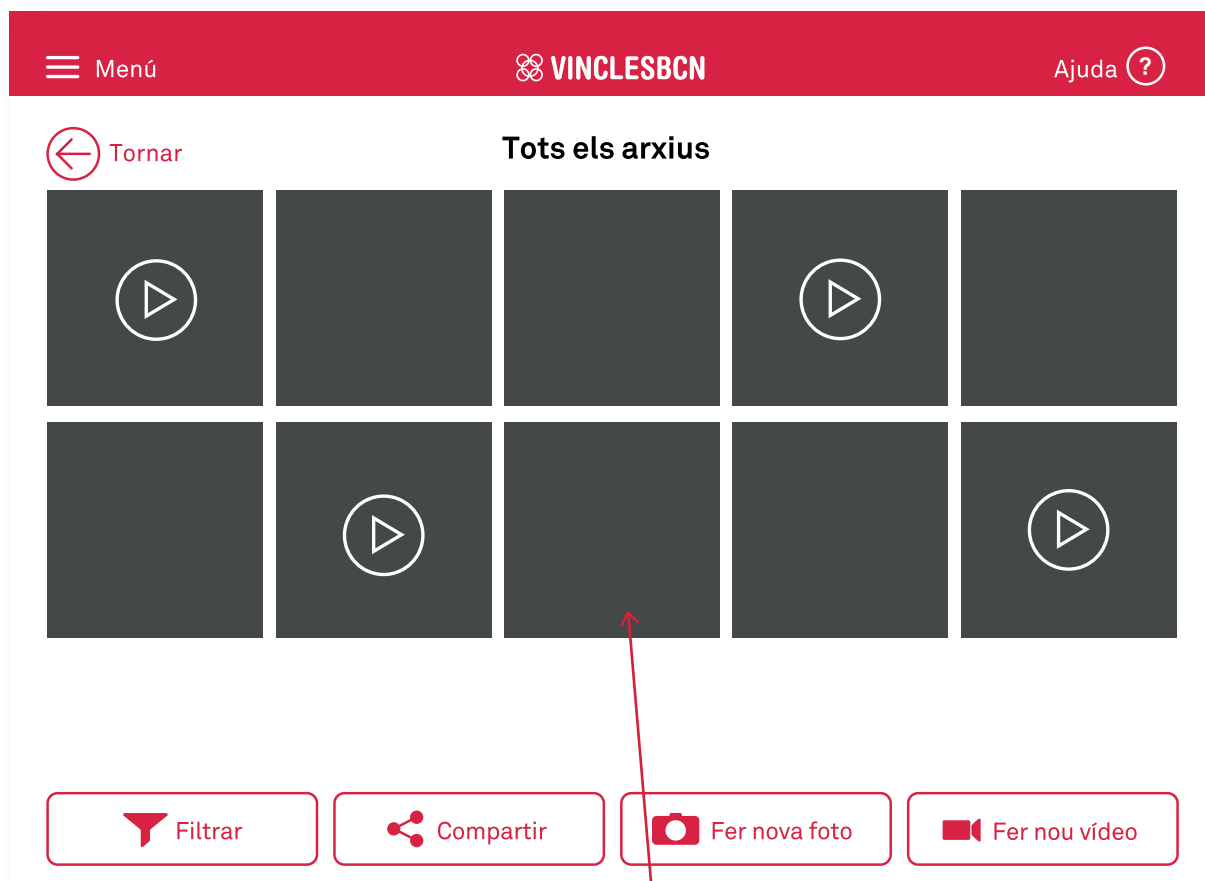 Menú
VINCLESBCN
Ajuda ?
Tornar
Tots els arxius
Filtrar
Compartir
Fer nova foto
Fer nou vídeo